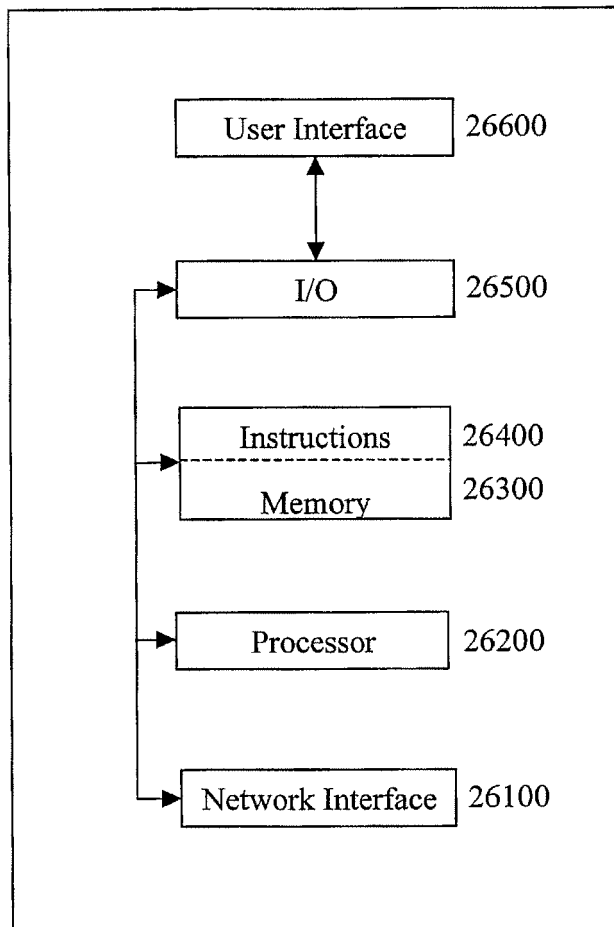 User Interface 26600
I/O 26500
Instructions 26400
Memory 26300
Processor 26200
Network Interface 26100